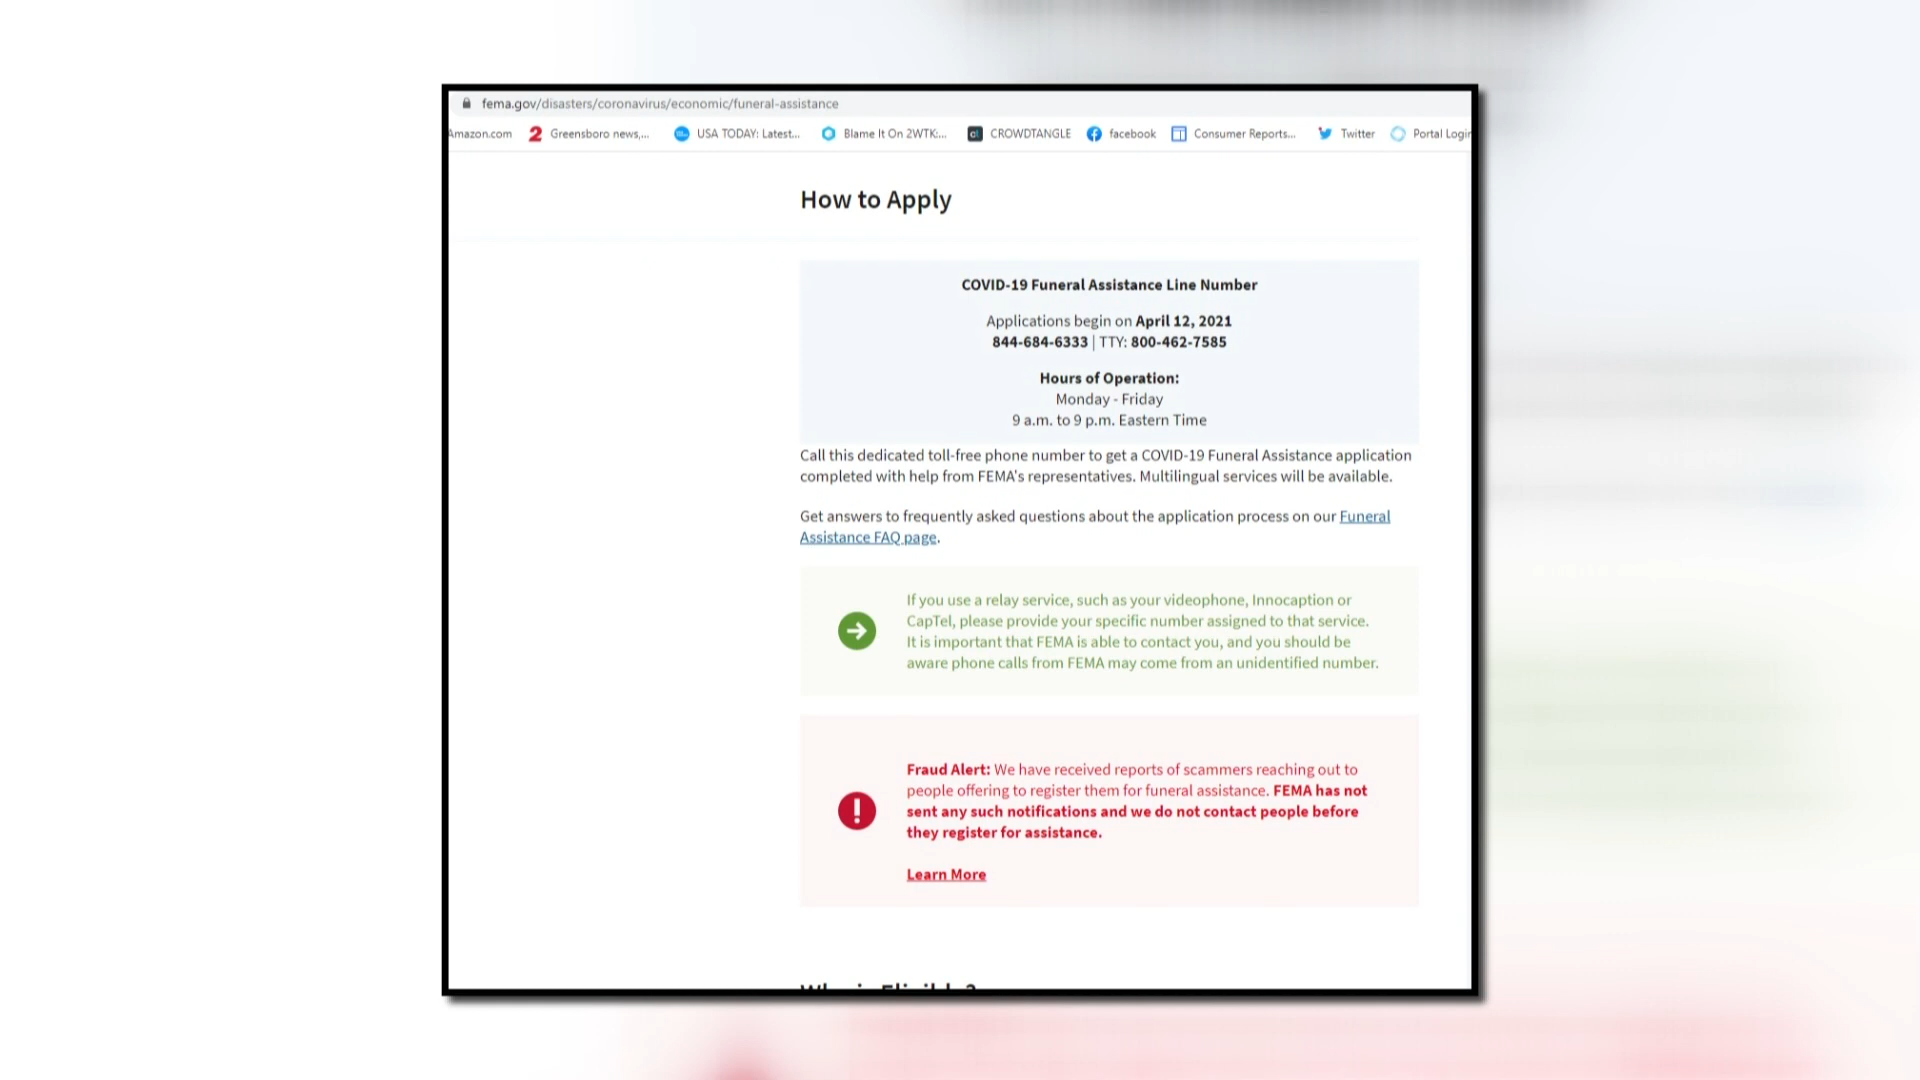 fema.gov/disasters/coronavirus/economic/funeral-assistance
Amazon.com Greensboro news,... USA TODAY: Latest... Blame It On 2WTK:... CROWDTANGLE facebook Consumer Reports... Twitter Portal Login
How to Apply
COVID-19 Funeral Assistance Line Number
Applications begin on April 12, 2021
844-684-6333 | TTY: 800-462-7585
Hours of Operation:
Monday - Friday
9 a.m. to 9 p.m. Eastern Time
Call this dedicated toll-free phone number to get a COVID-19 Funeral Assistance application
completed with help from FEMA's representatives. Multilingual services will be available.
Get answers to frequently asked questions about the application process on our Funeral
Assistance FAQ page.
If you use a relay service, such as your videophone, Innocaption or
CapTel, please provide your specific number assigned to that service.
It is important that FEMA is able to contact you, and you should be
aware phone calls from FEMA may come from an unidentified number.
Fraud Alert: We have received reports of scammers reaching out to
people offering to register them for funeral assistance. FEMA has not
sent any such notifications and we do not contact people before
they register for assistance.
Learn More
Who is Eligible?